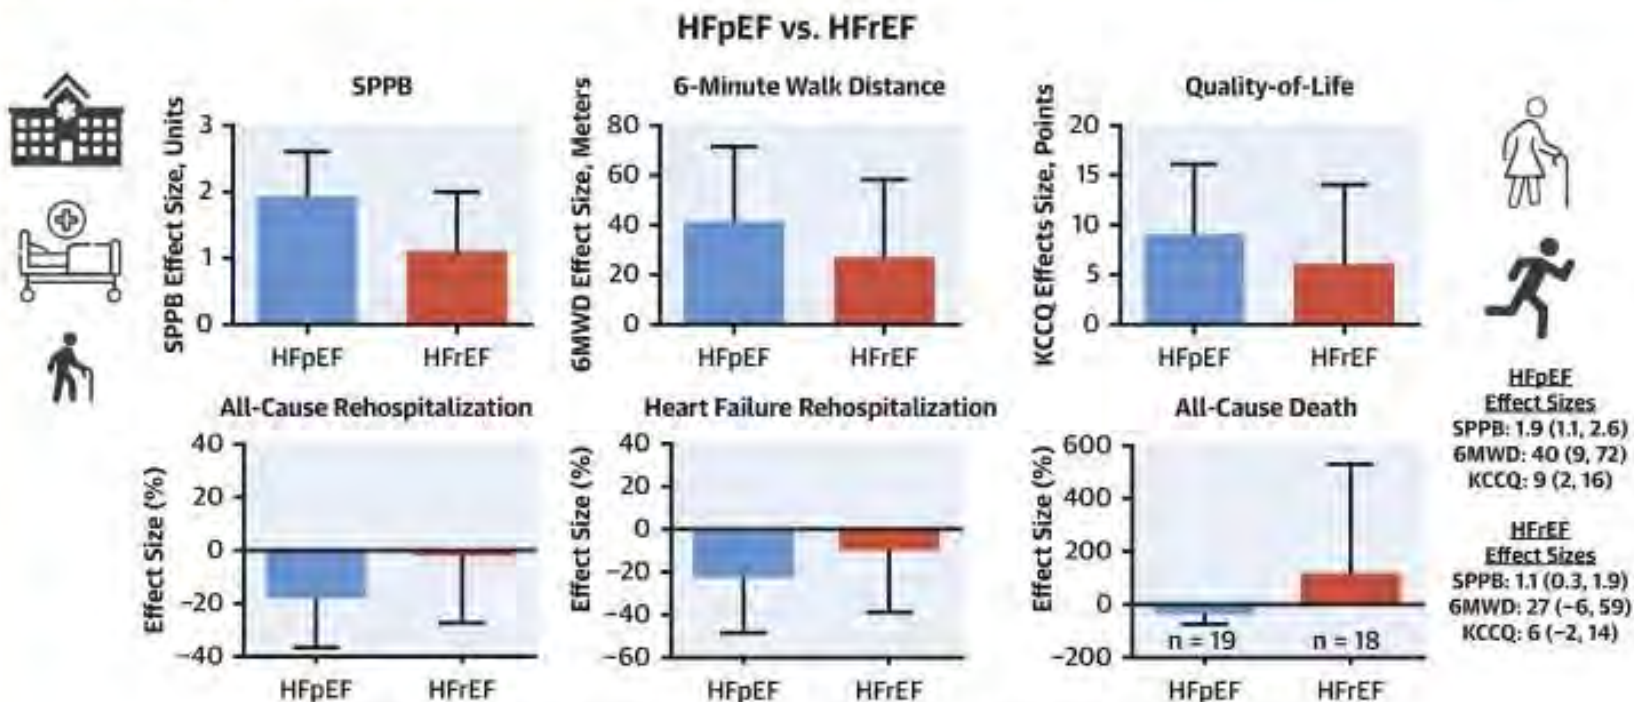 HFpEF vs. HFrEF
SPPB
SPPB Effect Size, Units
3
2
1
0
HFpEF HFrEF
6-Minute Walk Distance
6MWD Effect Size, Meters
80
60
40
20
0
HFpEF HFrEF
Quality-of-Life
KCCQ Effects Size, Points
20
15
10
5
0
HFpEF HFrEF
All-Cause Rehospitalization
Effect Size (%)
40
20
0
−20
−40
HFpEF HFrEF
Heart Failure Rehospitalization
Effect Size (%)
40
20
0
−20
−40
−60
HFpEF HFrEF
All-Cause Death
Effect Size (%)
600
400
200
0
−200
n = 19 n = 18
HFpEF HFrEF
HFpEF
Effect Sizes
SPPB: 1.9 (1.1, 2.6)
6MWD: 40 (9, 72)
KCCQ: 9 (2, 16)
HFrEF
Effect Sizes
SPPB: 1.1 (0.3, 1.9)
6MWD: 27 (−6, 59)
KCCQ: 6 (−2, 14)